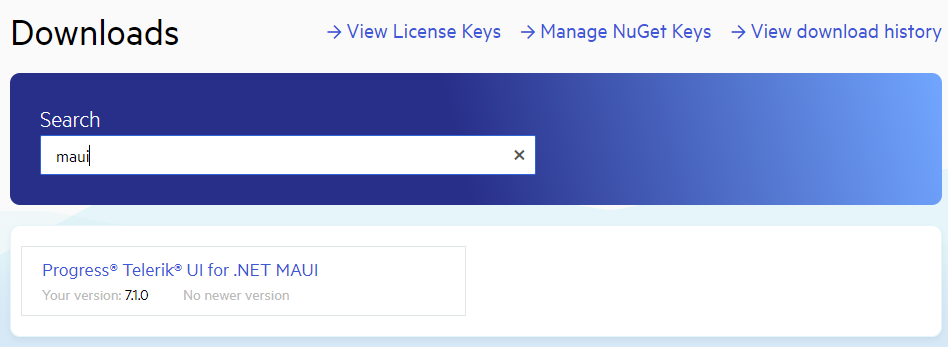 Downloads
→ View License Keys → Manage NuGet Keys → View download history
Search
maui
Progress® Telerik® UI for .NET MAUI
Your version: 7.1.0 No newer version